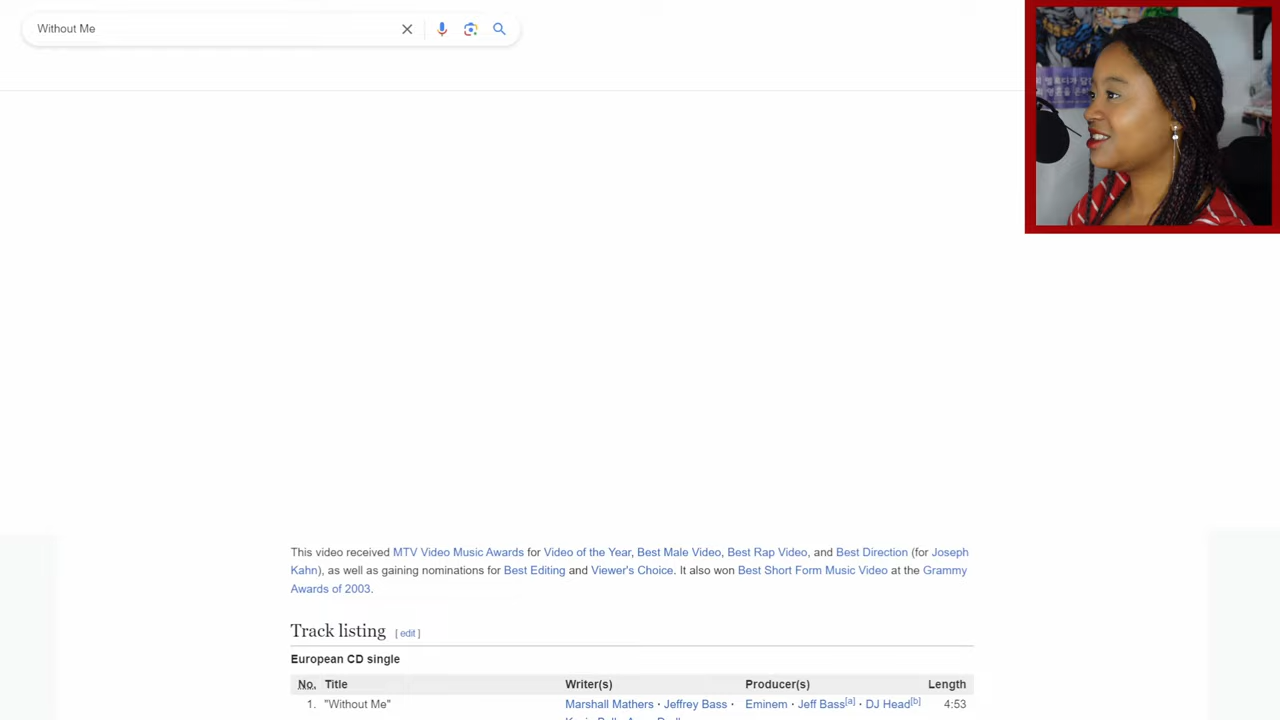 Without Me
This video received MTV Video Music Awards for Video of the Year, Best Male Video, Best Rap Video, and Best Direction (for Joseph
Kahn), as well as gaining nominations for Best Editing and Viewer's Choice. It also won Best Short Form Music Video at the Grammy
Awards of 2003.
Track listing [ edit ]
European CD single
No. Title Writer(s) Producer(s) Length
1. "Without Me" Marshall Mathers · Jeffrey Bass · Eminem · Jeff Bass[a] · DJ Head[b] 4:53